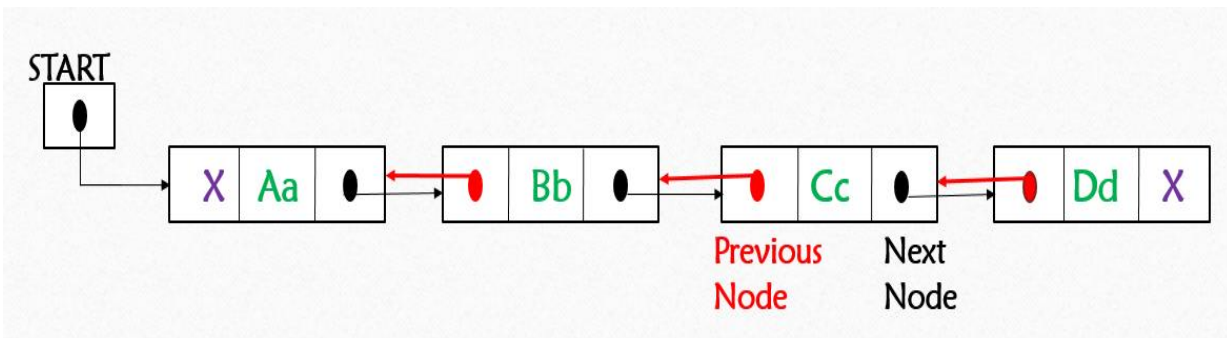 START
X Aa Bb Cc Dd X
Previous Next
Node Node